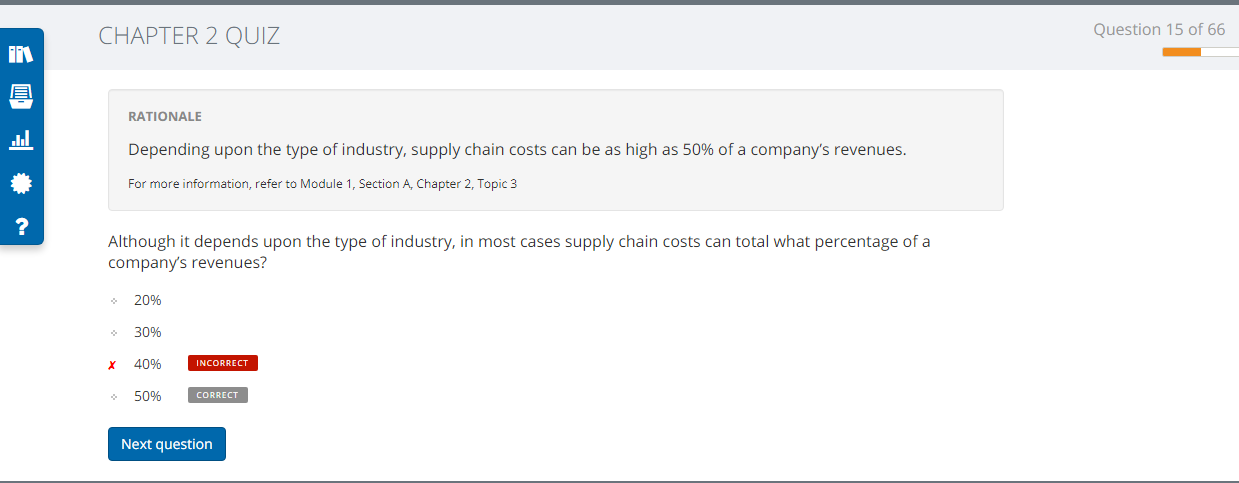 CHAPTER 2 QUIZ
Question 15 of 66
RATIONALE
Depending upon the type of industry, supply chain costs can be as high as 50% of a company's revenues.
For more information, refer to Module 1, Section A, Chapter 2, Topic 3
Although it depends upon the type of industry, in most cases supply chain costs can total what percentage of a
company's revenues?
20%
30%
✗ 40% INCORRECT
50% CORRECT
Next question
?